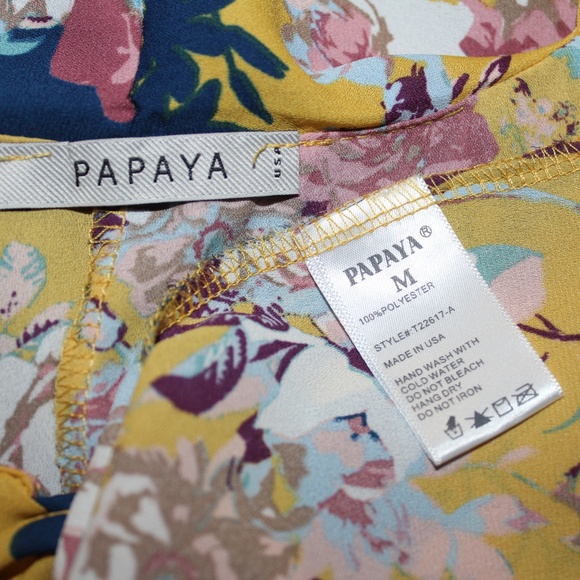 PAPAYA
USA
PAPAYA®
M
100%POLYESTER
STYLE#:T22617-A
MADE IN USA
HAND WASH WITH
COLD WATER
DO NOT BLEACH
HANG DRY
DO NOT IRON